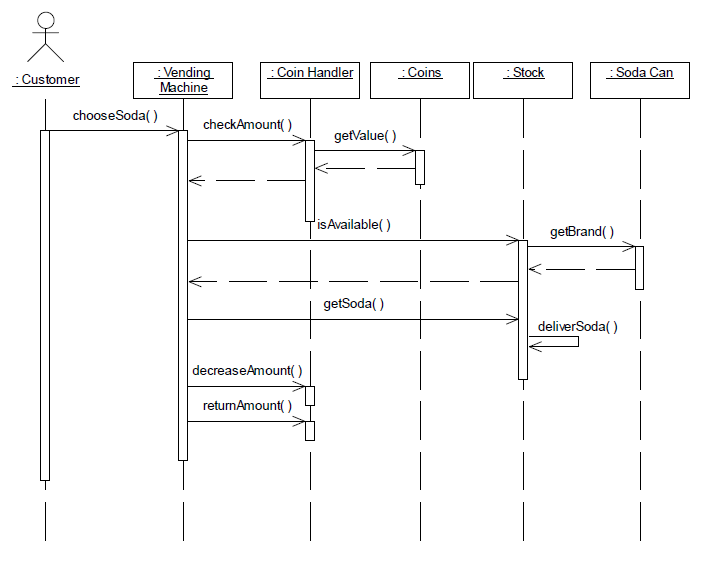 : Customer
: Vending
Machine
: Coin Handler
: Coins
: Stock
: Soda Can
chooseSoda( )
checkAmount( )
getValue( )
isAvailable( )
getBrand( )
getSoda( )
deliverSoda( )
decreaseAmount( )
returnAmount( )